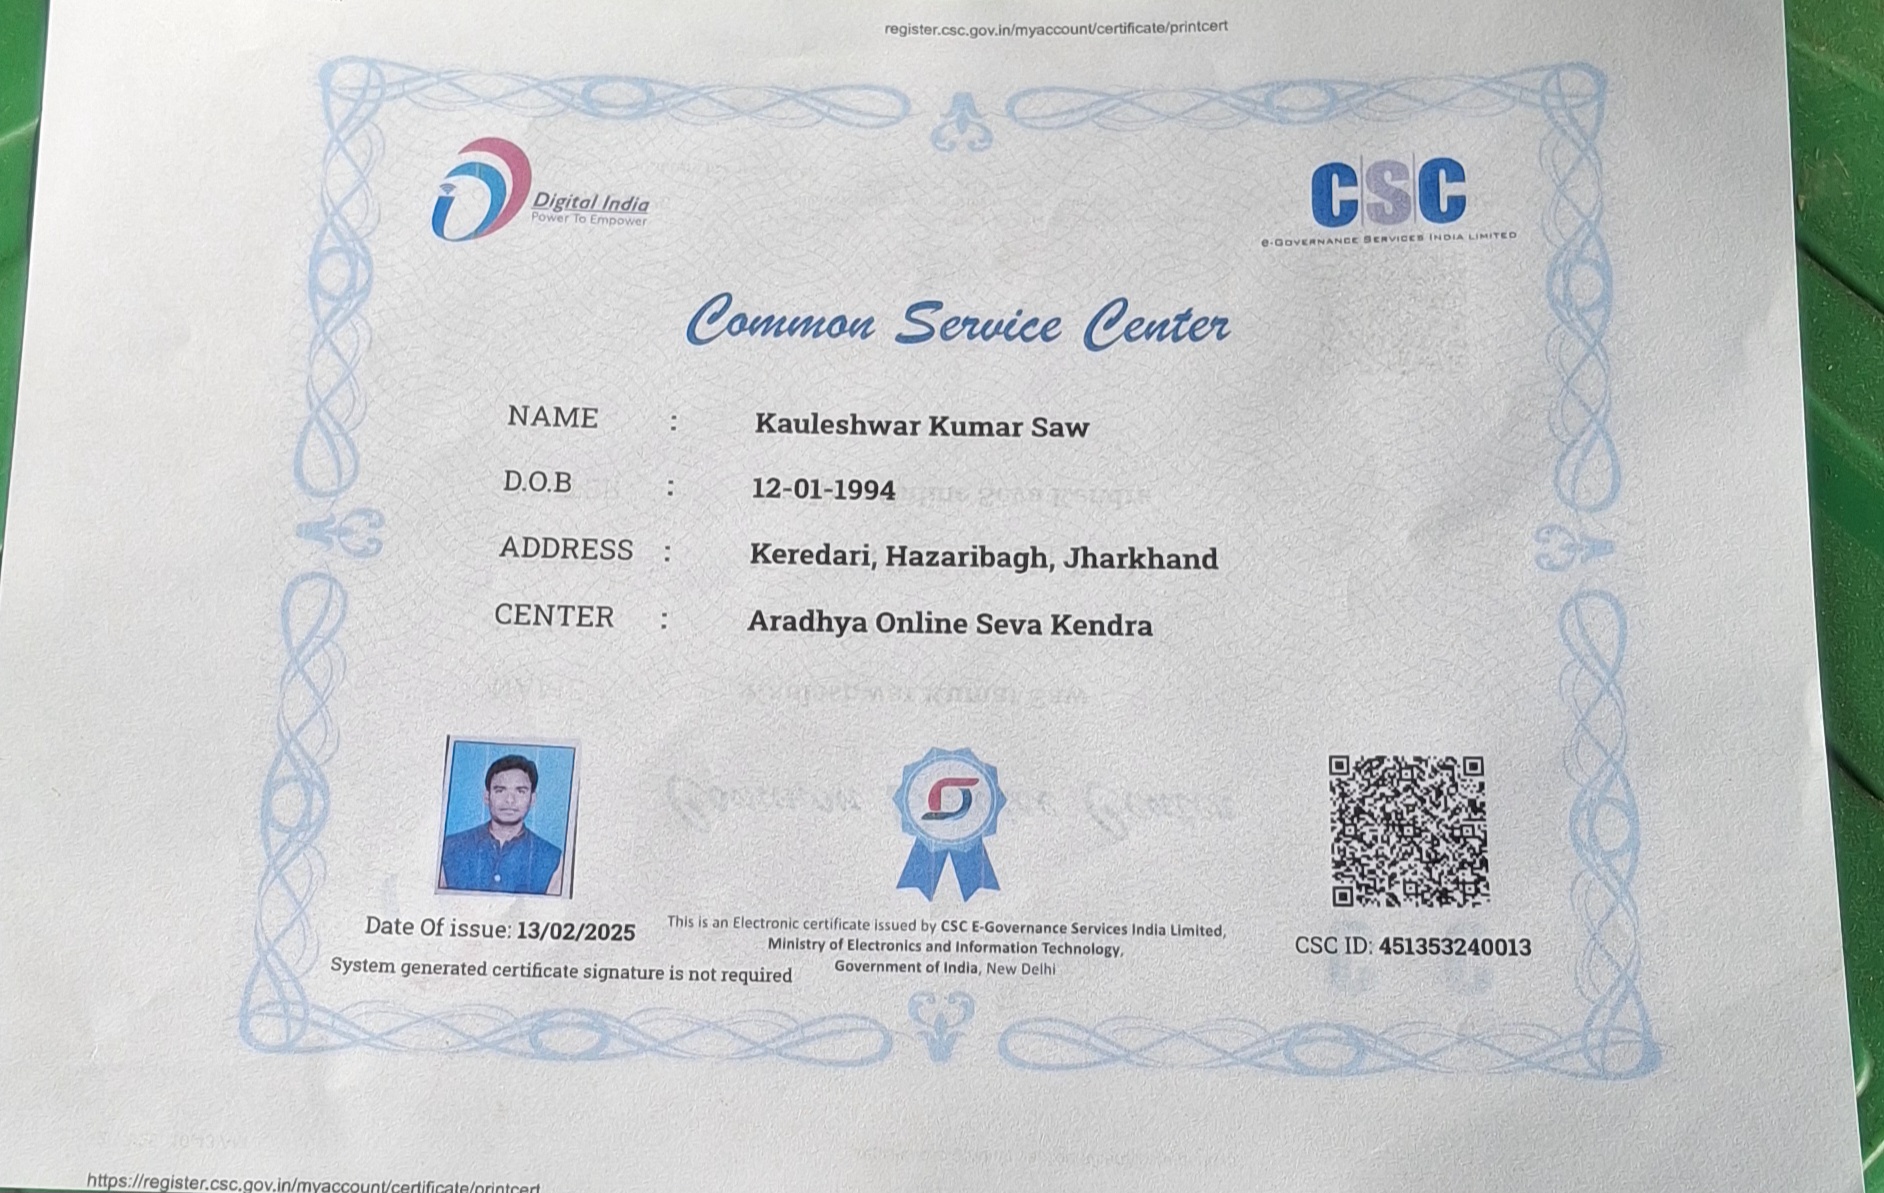 register.csc.gov.in/myaccount/certificate/printcert
Digital India
Power To Empower
CSC
e-Governance Services India Limited
Common Service Center
NAME : Kauleshwar Kumar Saw
D.O.B : 12-01-1994
ADDRESS : Keredari, Hazaribagh, Jharkhand
CENTER : Aradhya Online Seva Kendra
Date Of issue: 13/02/2025
System generated certificate signature is not required
This is an Electronic certificate issued by CSC E-Governance Services India Limited,
Ministry of Electronics and Information Technology,
Government of India, New Delhi
CSC ID: 451353240013
https://register.csc.gov.in/myaccount/certificate/printcert